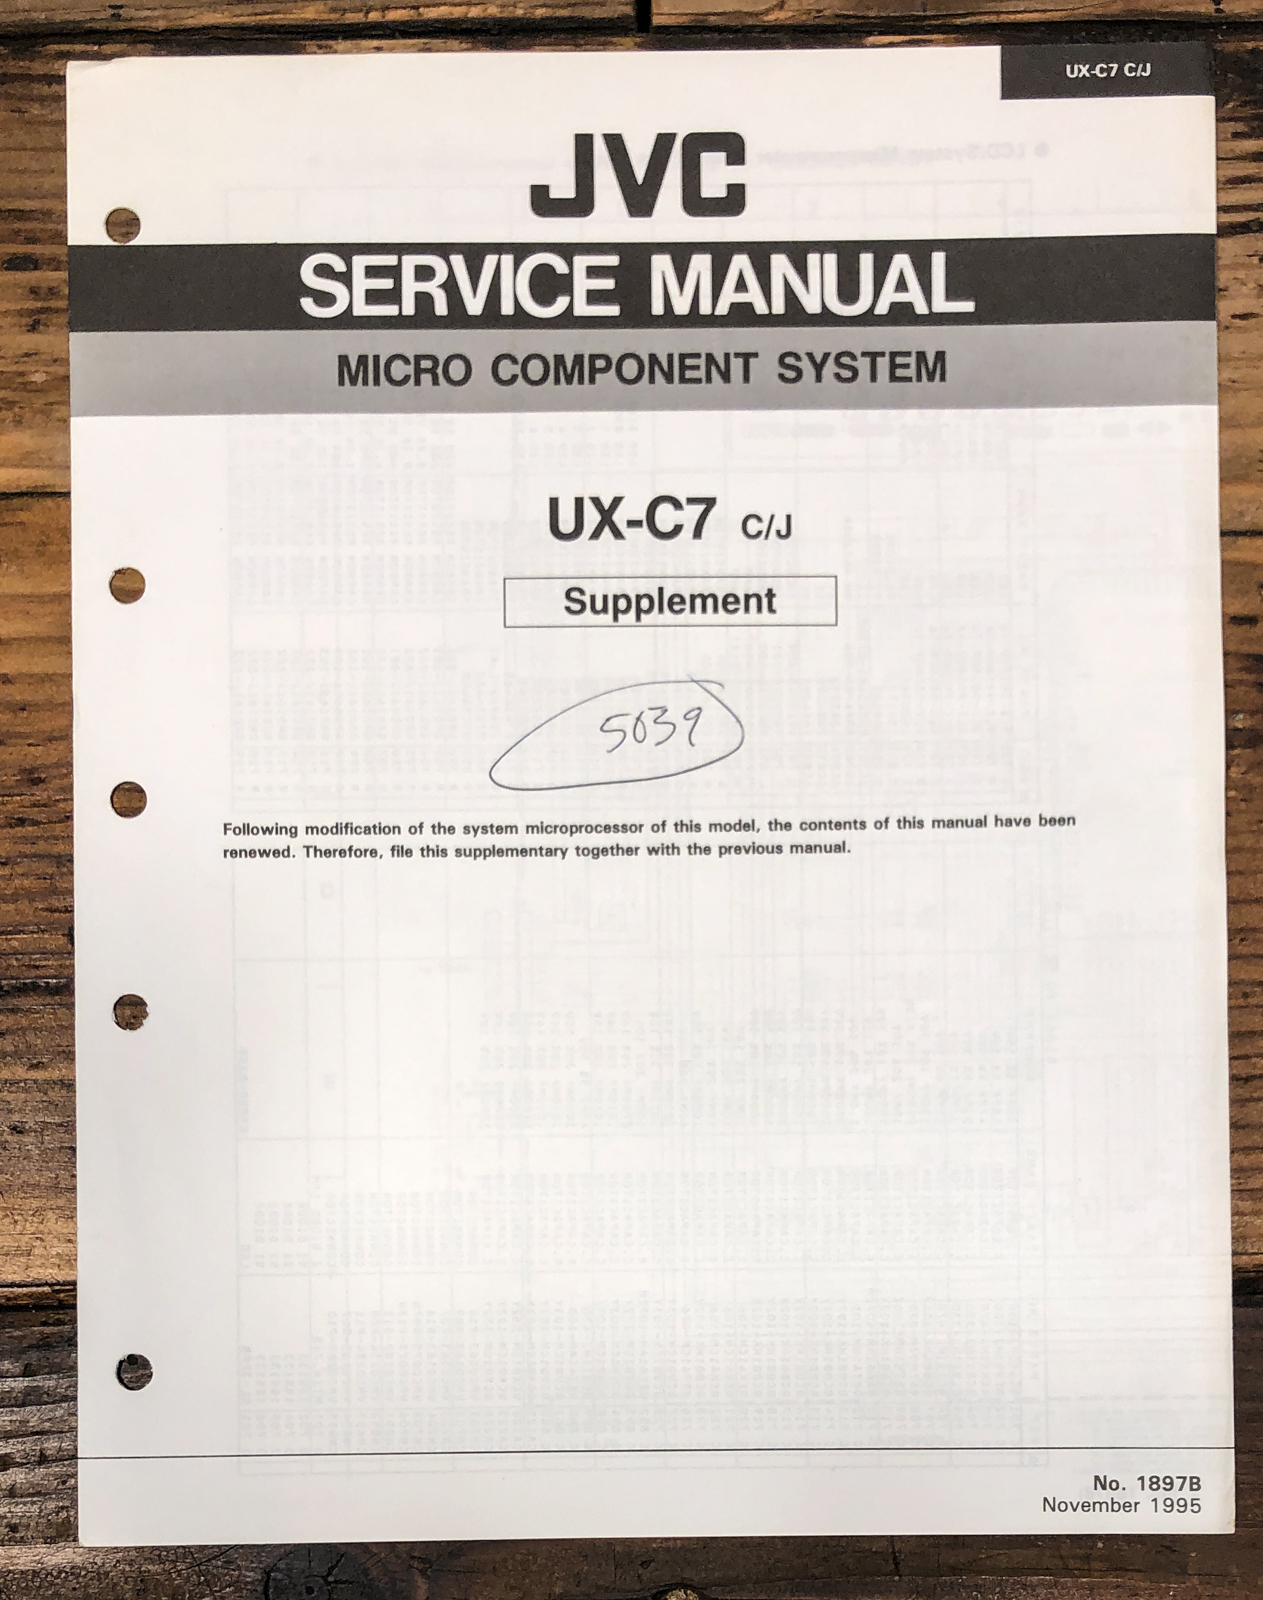 UX-C7 C/J
JVC
SERVICE MANUAL
MICRO COMPONENT SYSTEM
UX-C7 C/J
Supplement
5039
Following modification of the system microprocessor of this model, the contents of this manual have been
renewed. Therefore, file this supplementary together with the previous manual.
No. 1897B
November 1995